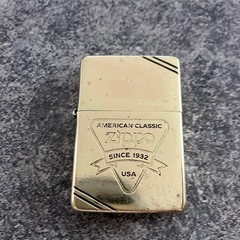 AMERICAN CLASSIC
Zippo
SINCE 1932
USA